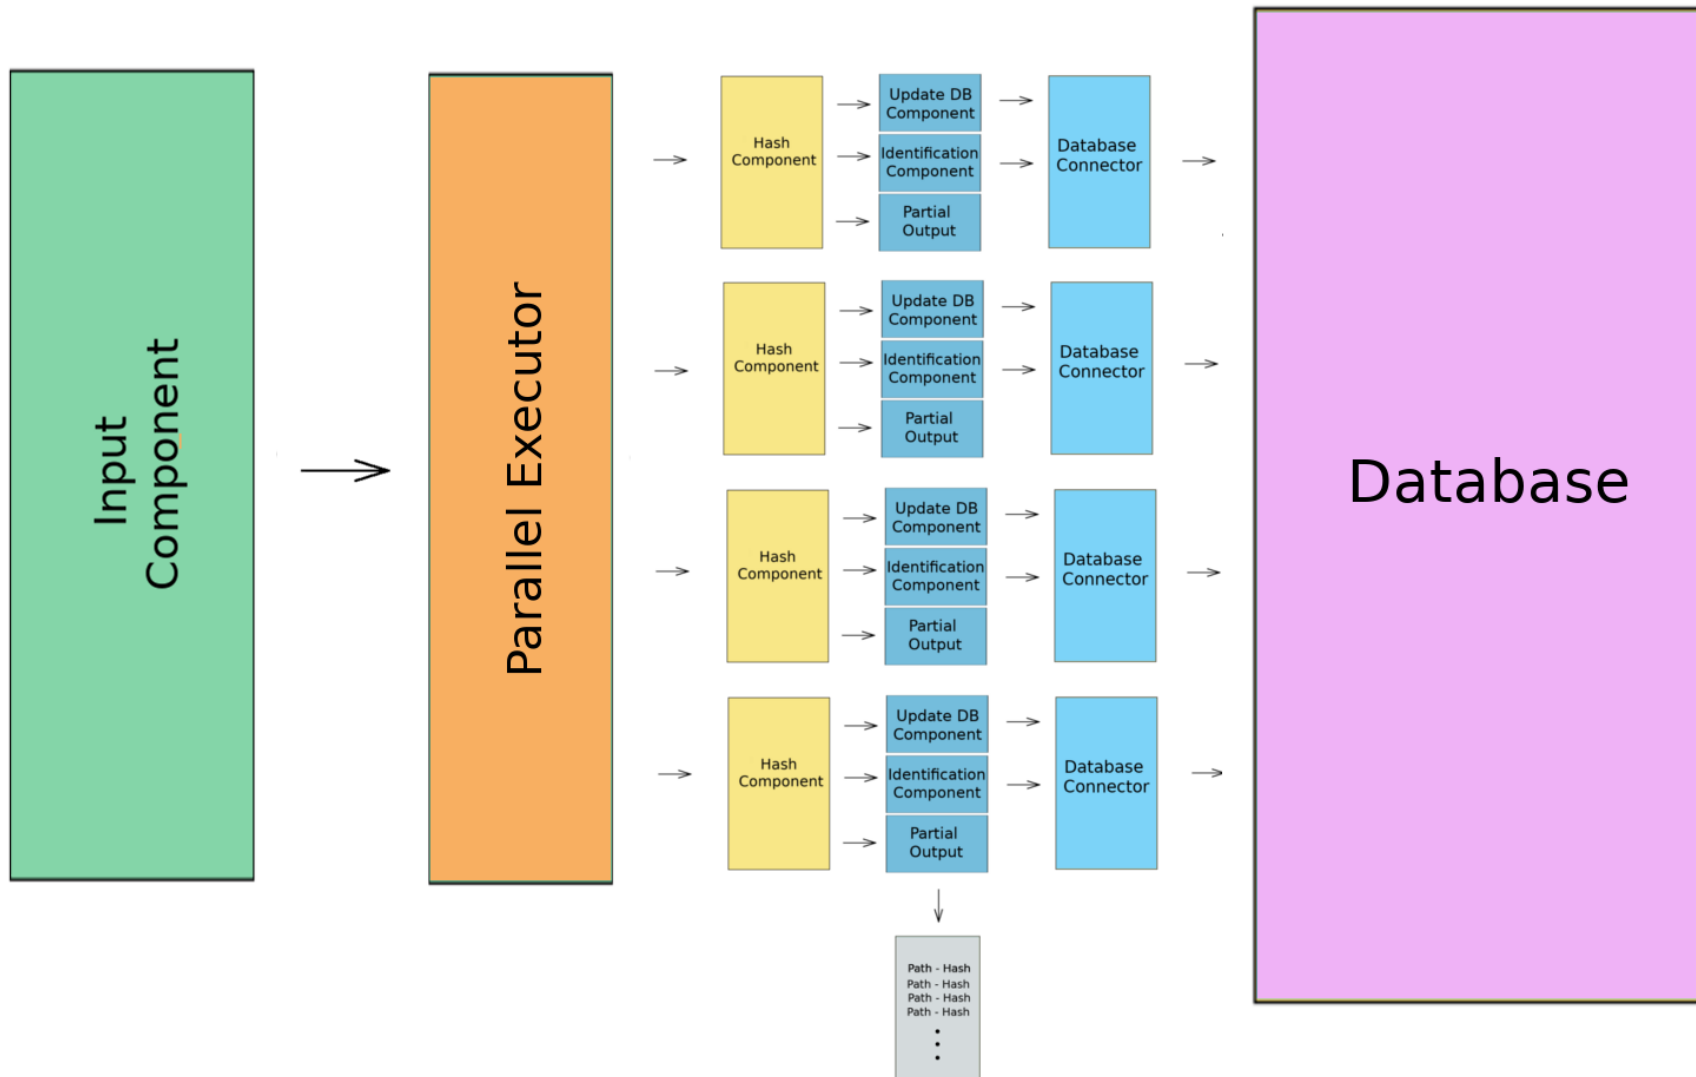 Input
Component
Parallel Executor
Hash
Component
Update DB
Component
Identification
Component
Partial
Output
Database
Connector
Hash
Component
Update DB
Component
Identification
Component
Partial
Output
Database
Connector
Hash
Component
Update DB
Component
Identification
Component
Partial
Output
Database
Connector
Hash
Component
Update DB
Component
Identification
Component
Partial
Output
Database
Connector
Path - Hash
Path - Hash
Path - Hash
Path - Hash
Database